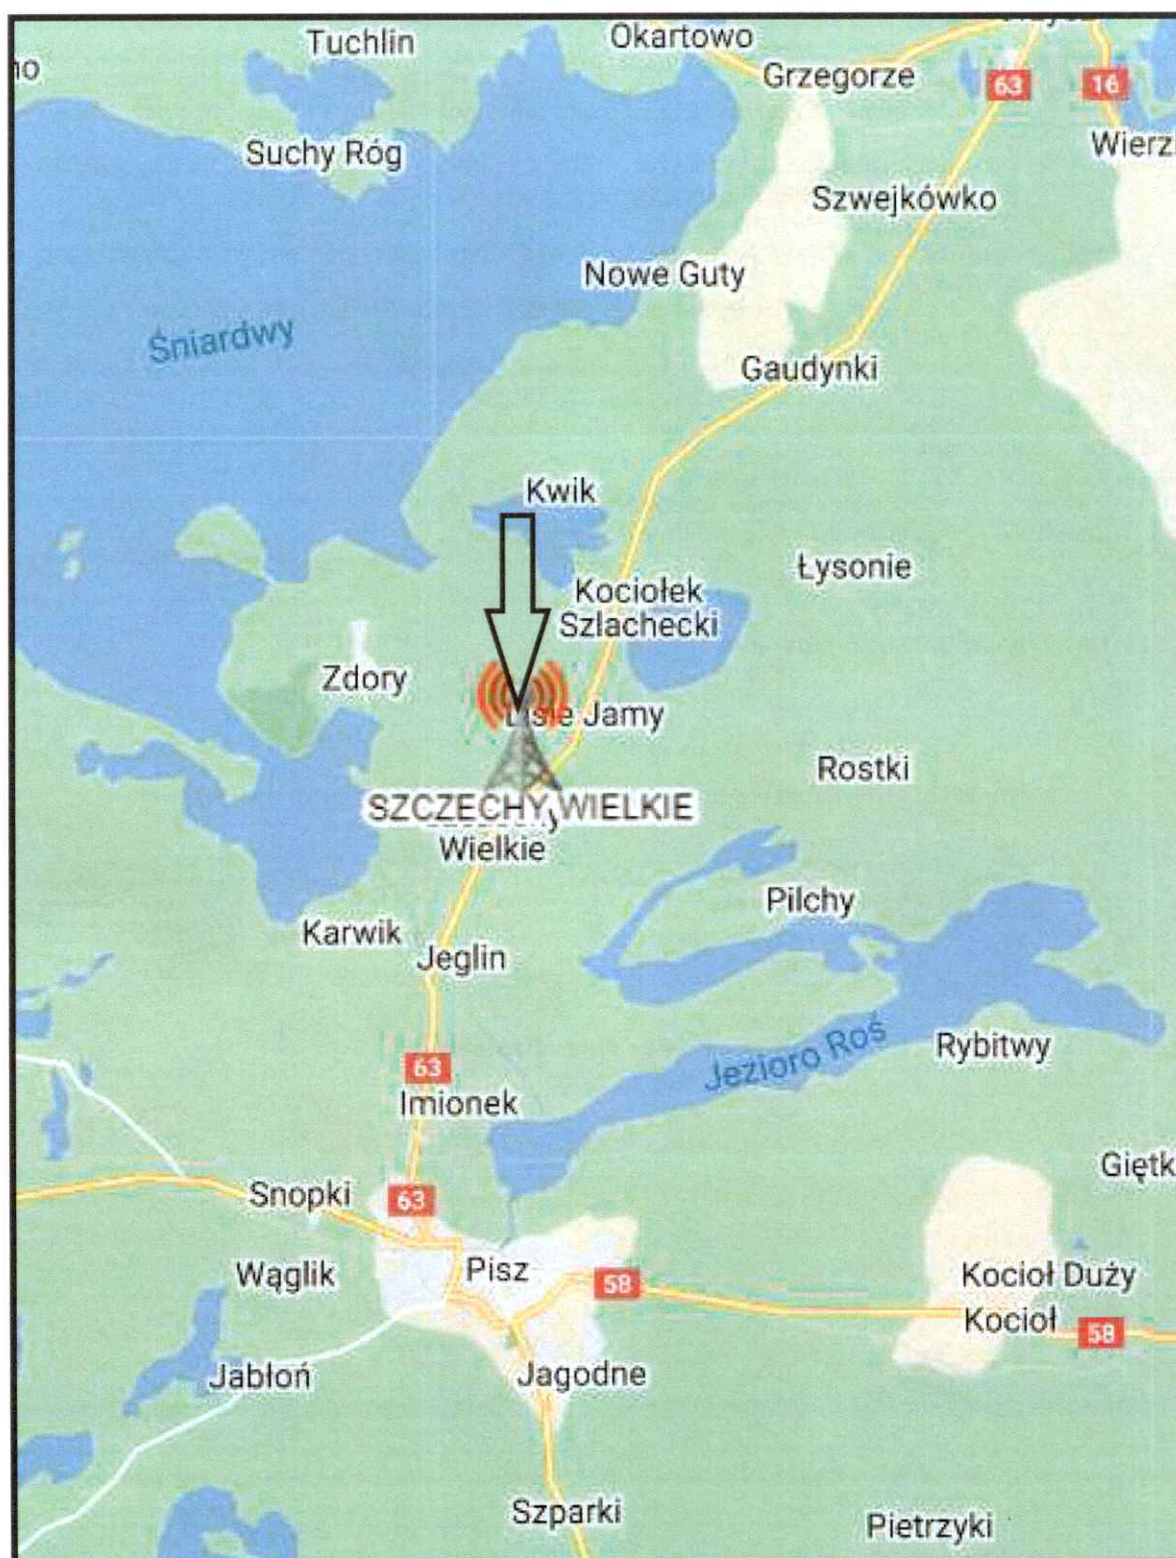 Tuchlin
Okartowo
Grzegorze
63
16
Suchy Róg
Szwejkówko
Nowe Guty
Śniardwy
Gaudynki
Kwik
Łysonie
Kociołek
Szlachecki
Zdory
Jamy
Rostki
SZCZECHY WIELKIE
Wielkie
Pilchy
Karwik
Jeglin
Jezioro Roś
Rybitwy
63
Imionek
Snopki
63
Wąglik
Pisz
58
Kocioł Duży
Kocioł
58
Jabłoń
Jagodne
Szparki
Pietrzyki